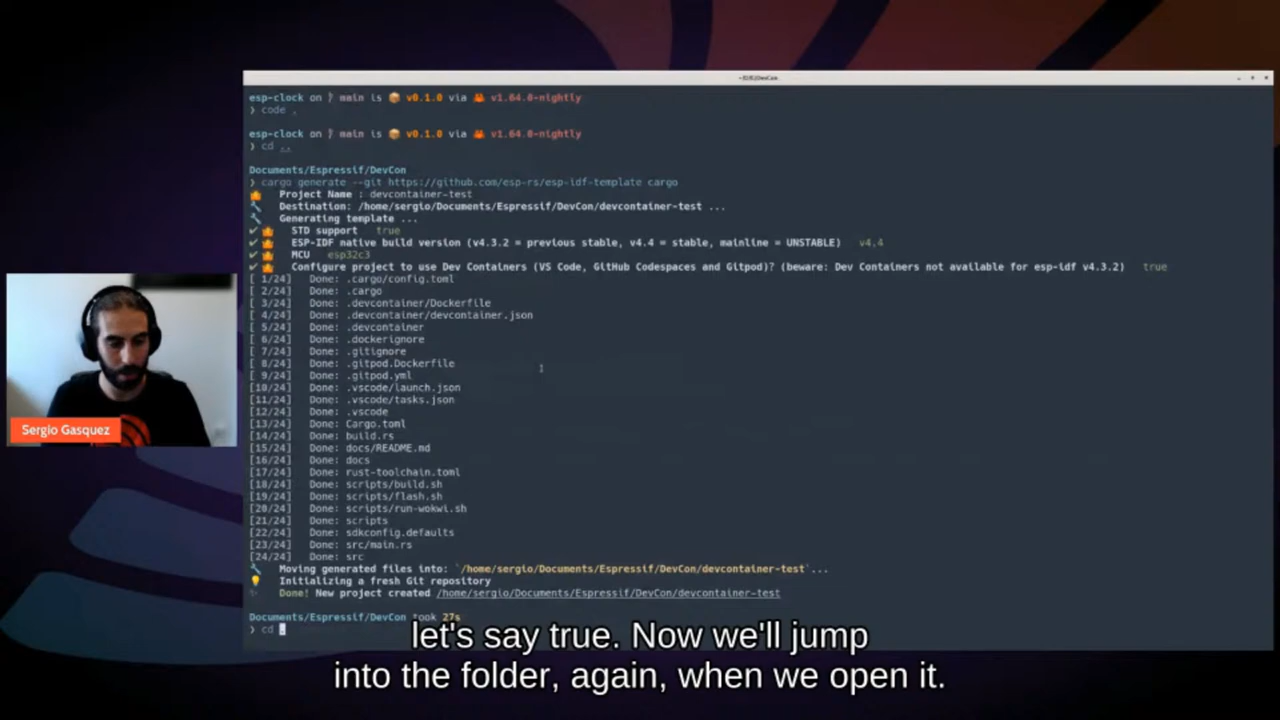 ~/D/E/DevCon
esp-clock on main is v0.1.0 via v1.64.0-nightly
❯ code .
esp-clock on main is v0.1.0 via v1.64.0-nightly
❯ cd ..
Documents/Espressif/DevCon
❯ cargo generate --git https://github.com/esp-rs/esp-idf-template cargo
Project Name : devcontainer-test
Destination: /home/sergio/Documents/Espressif/DevCon/devcontainer-test ...
Generating template ...
✔ STD support true
✔ ESP-IDF native build version (v4.3.2 = previous stable, v4.4 = stable, mainline = UNSTABLE) v4.4
✔ MCU esp32c3
✔ Configure project to use Dev Containers (VS Code, GitHub Codespaces and Gitpod)? (beware: Dev Containers not available for esp-idf v4.3.2) true
[ 1/24] Done: .cargo/config.toml
[ 2/24] Done: .cargo
[ 3/24] Done: .devcontainer/Dockerfile
[ 4/24] Done: .devcontainer/devcontainer.json
[ 5/24] Done: .devcontainer
[ 6/24] Done: .dockerignore
[ 7/24] Done: .gitignore
[ 8/24] Done: .gitpod.Dockerfile
[ 9/24] Done: .gitpod.yml
[10/24] Done: .vscode/launch.json
[11/24] Done: .vscode/tasks.json
[12/24] Done: .vscode
[13/24] Done: Cargo.toml
[14/24] Done: build.rs
[15/24] Done: docs/README.md
[16/24] Done: docs
[17/24] Done: rust-toolchain.toml
[18/24] Done: scripts/build.sh
[19/24] Done: scripts/flash.sh
[20/24] Done: scripts/run-wokwi.sh
[21/24] Done: scripts
[22/24] Done: sdkconfig.defaults
[23/24] Done: src/main.rs
[24/24] Done: src
Moving generated files into: `/home/sergio/Documents/Espressif/DevCon/devcontainer-test`...
Initializing a fresh Git repository
Done! New project created /home/sergio/Documents/Espressif/DevCon/devcontainer-test
Documents/Espressif/DevCon took 27s
❯ cd .
Sergio Gasquez
let's say true. Now we'll jump
into the folder, again, when we open it.